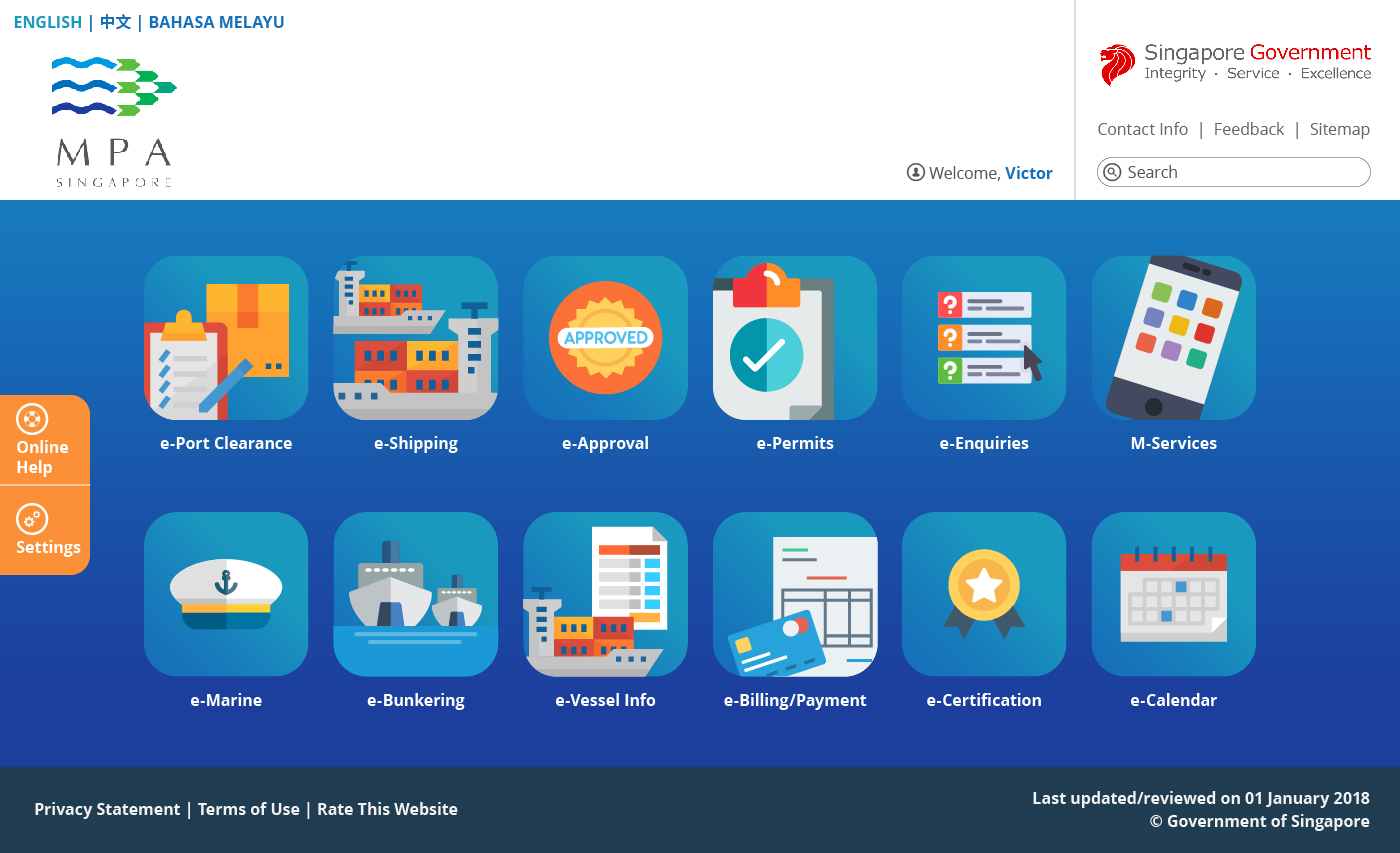 ENGLISH | 中文 | BAHASA MELAYU
MPA
SINGAPORE
Singapore Government
Integrity · Service · Excellence
Contact Info | Feedback | Sitemap
Welcome, Victor
Search
APPROVED
e-Port Clearance
e-Shipping
e-Approval
e-Permits
e-Enquiries
M-Services
Online
Help
Settings
e-Marine
e-Bunkering
e-Vessel Info
e-Billing/Payment
e-Certification
e-Calendar
Privacy Statement | Terms of Use | Rate This Website
Last updated/reviewed on 01 January 2018
© Government of Singapore